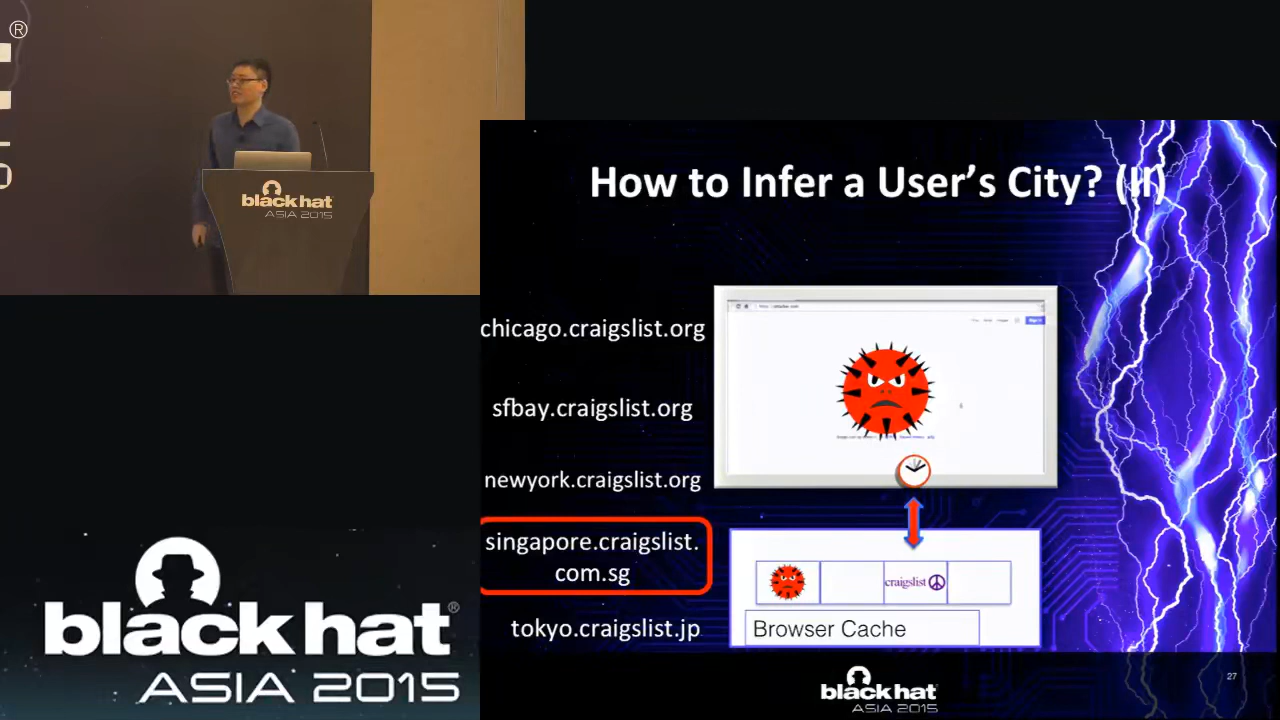 ®
black hat
ASIA 2015
How to Infer a User's City? (II)
chicago.craigslist.org
sfbay.craigslist.org
newyork.craigslist.org
singapore.craigslist.
com.sg
tokyo.craigslist.jp
craigslist
Browser Cache
black hat®
ASIA 2015
black hat
ASIA 2015
27